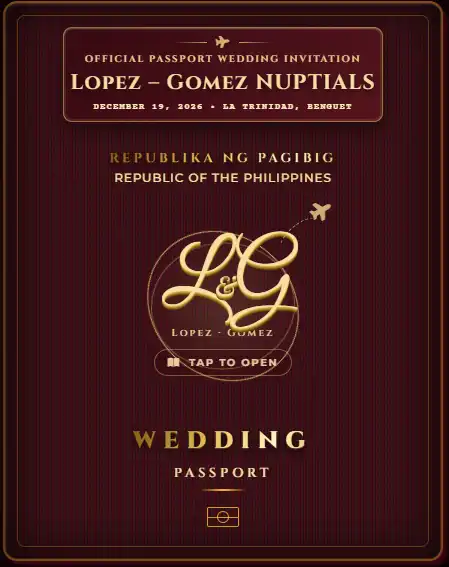 OFFICIAL PASSPORT WEDDING INVITATION
LOPEZ – GOMEZ NUPTIALS
DECEMBER 19, 2026 • LA TRINIDAD, BENGUET
REPUBLIKA NG PAGIBIG
REPUBLIC OF THE PHILIPPINES
L&G
LOPEZ · GOMEZ
TAP TO OPEN
WEDDING
PASSPORT